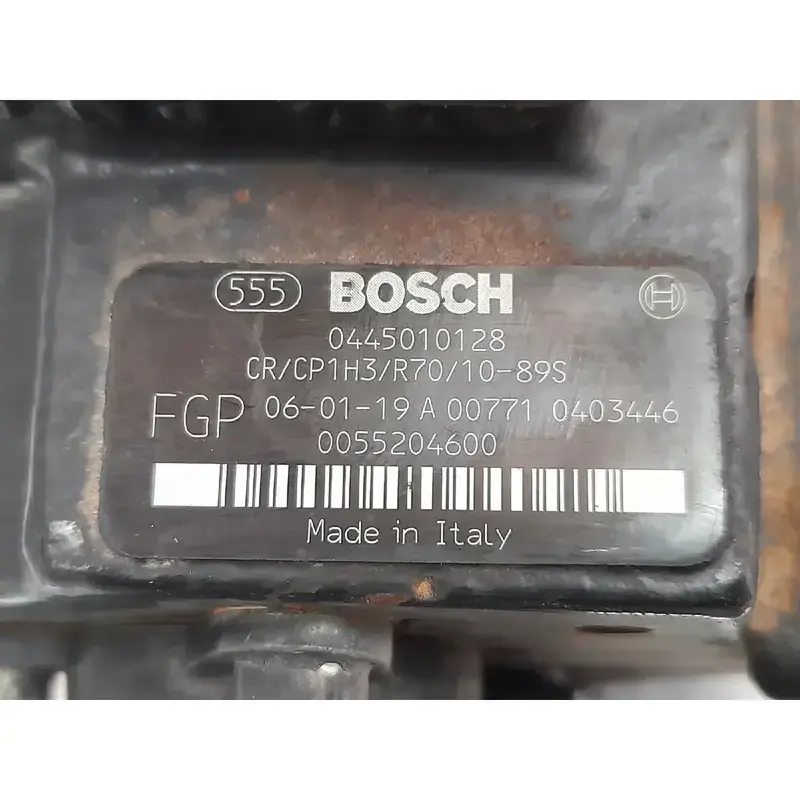 555 BOSCH
0445010128
CR/CP1H3/R70/10-89S
FGP 06-01-19 A 00771 0403446
0055204600
Made in Italy